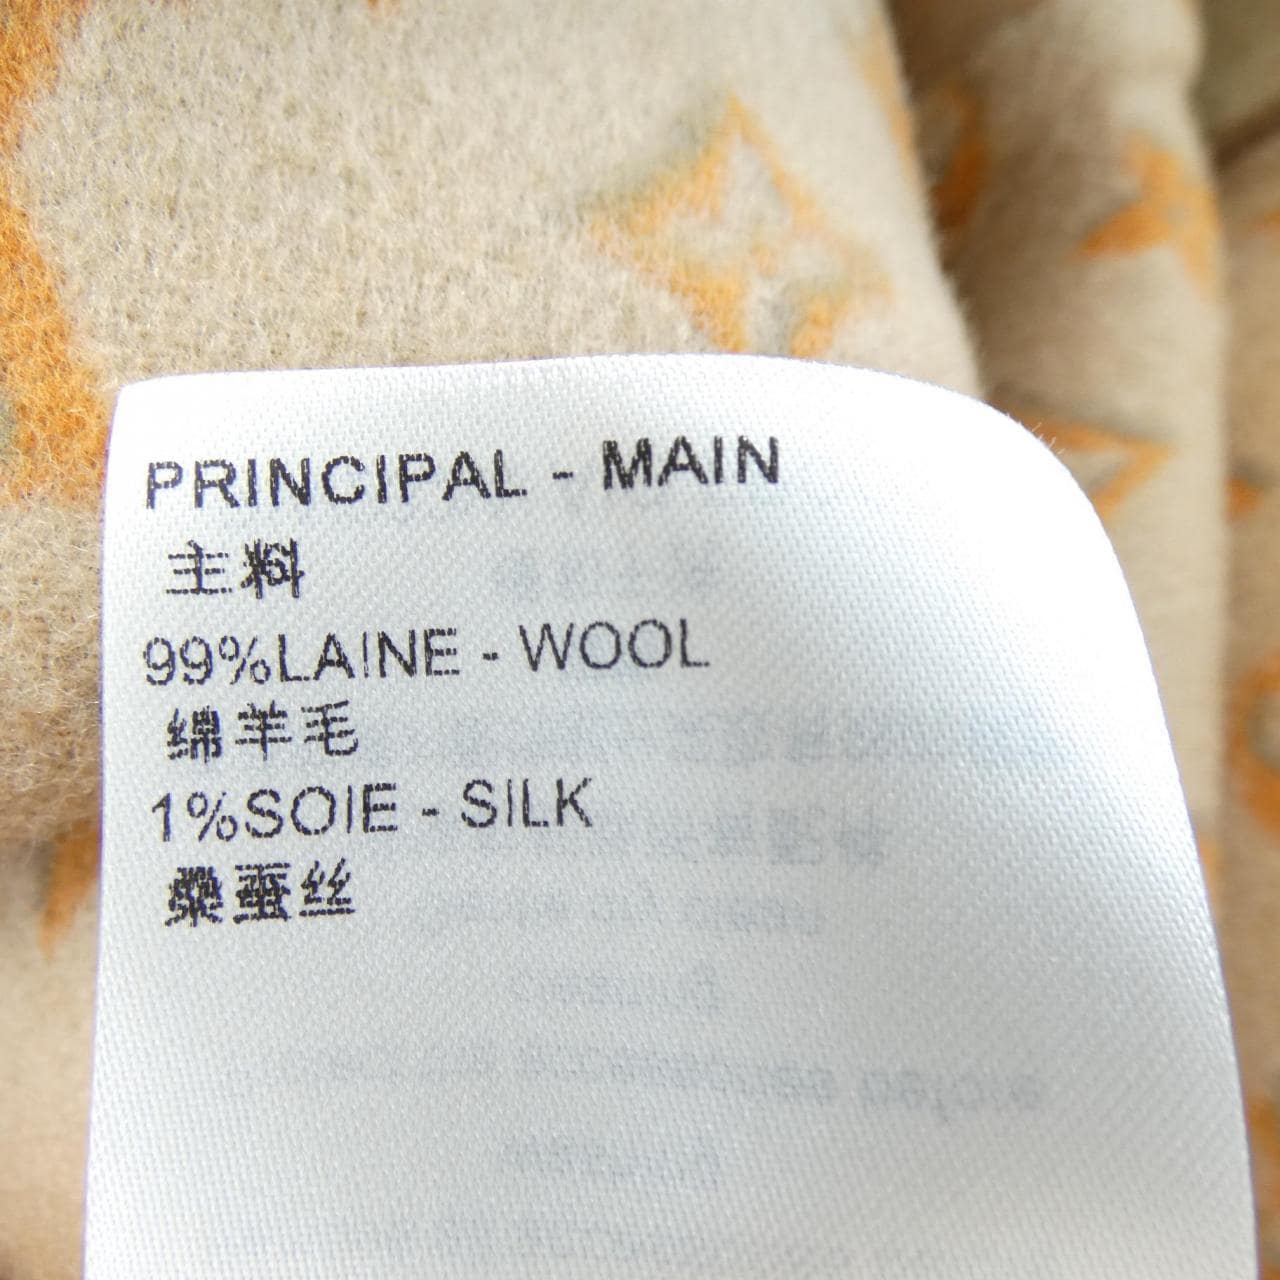 PRINCIPAL - MAIN
主料
99%LAINE - WOOL
绵羊毛
1%SOIE - SILK
桑蚕丝